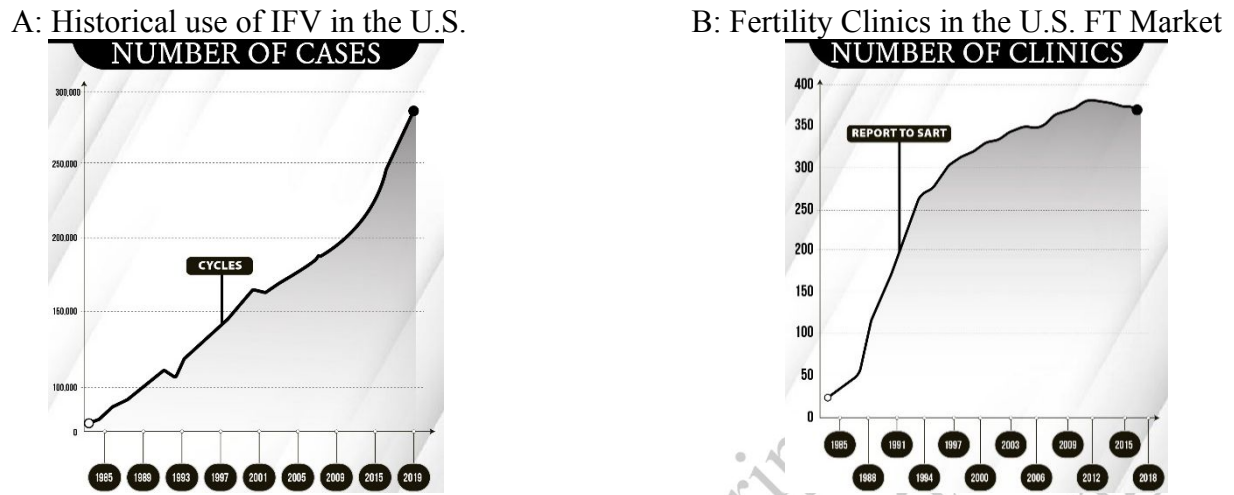 A: Historical use of IFV in the U.S.
NUMBER OF CASES
300,000
250,000
200,000
150,000
100,000
0
CYCLES
1985 1989 1993 1997 2001 2005 2009 2015 2019
B: Fertility Clinics in the U.S. FT Market
NUMBER OF CLINICS
400
350
300
250
200
150
100
50
0
REPORT TO SART
1985 1991 1997 2003 2009 2015
1988 1994 2000 2006 2012 2018